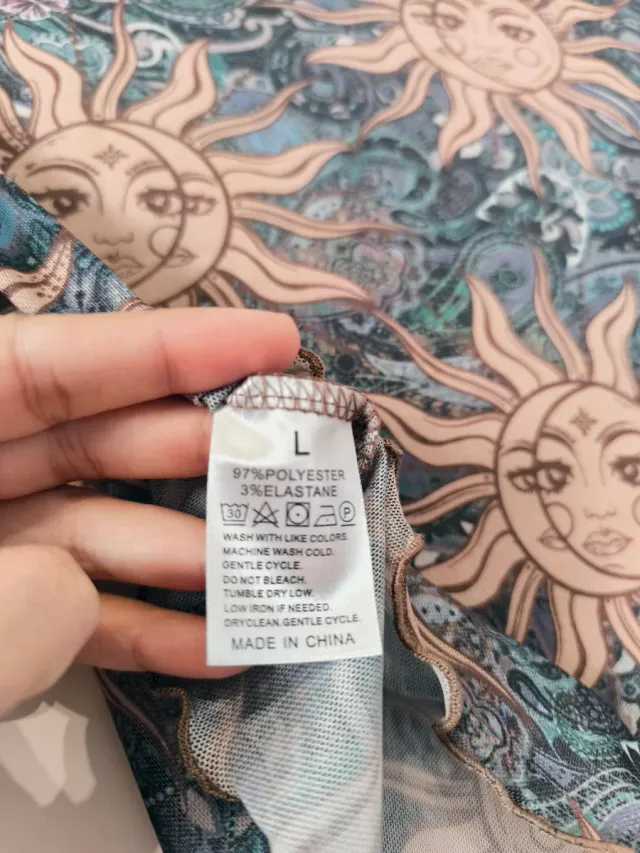 L
97%POLYESTER
3%ELASTANE
30 P
WASH WITH LIKE COLORS.
MACHINE WASH COLD.
GENTLE CYCLE.
DO NOT BLEACH.
TUMBLE DRY LOW.
LOW IRON IF NEEDED.
DRYCLEAN, GENTLE CYCLE.
MADE IN CHINA